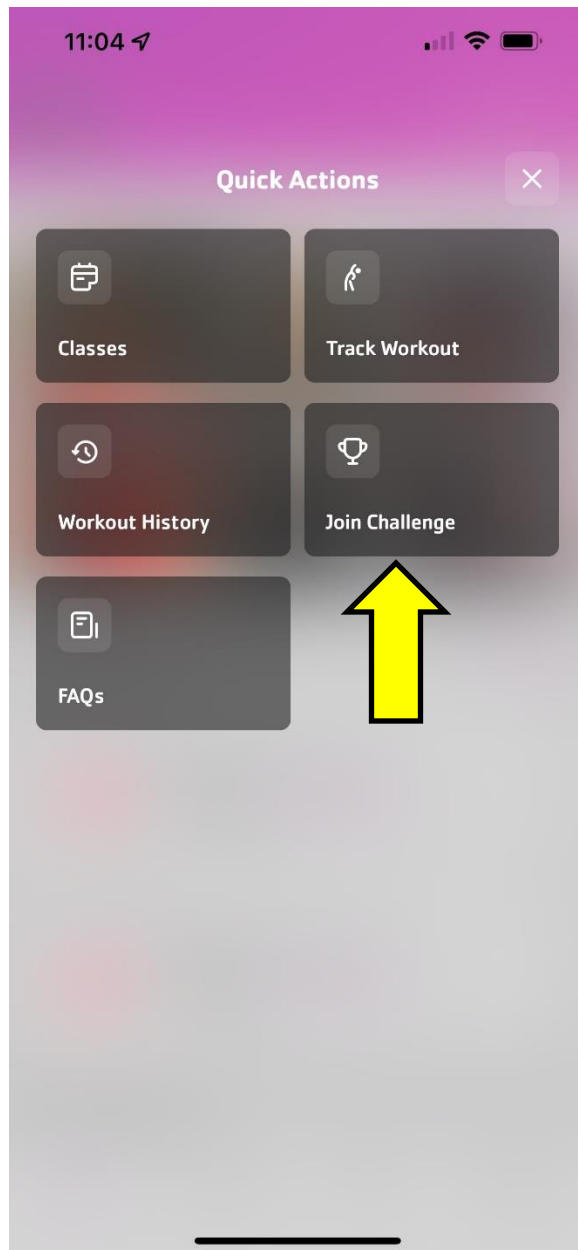 11:04
Quick Actions
Classes
Track Workout
Workout History
Join Challenge
FAQs